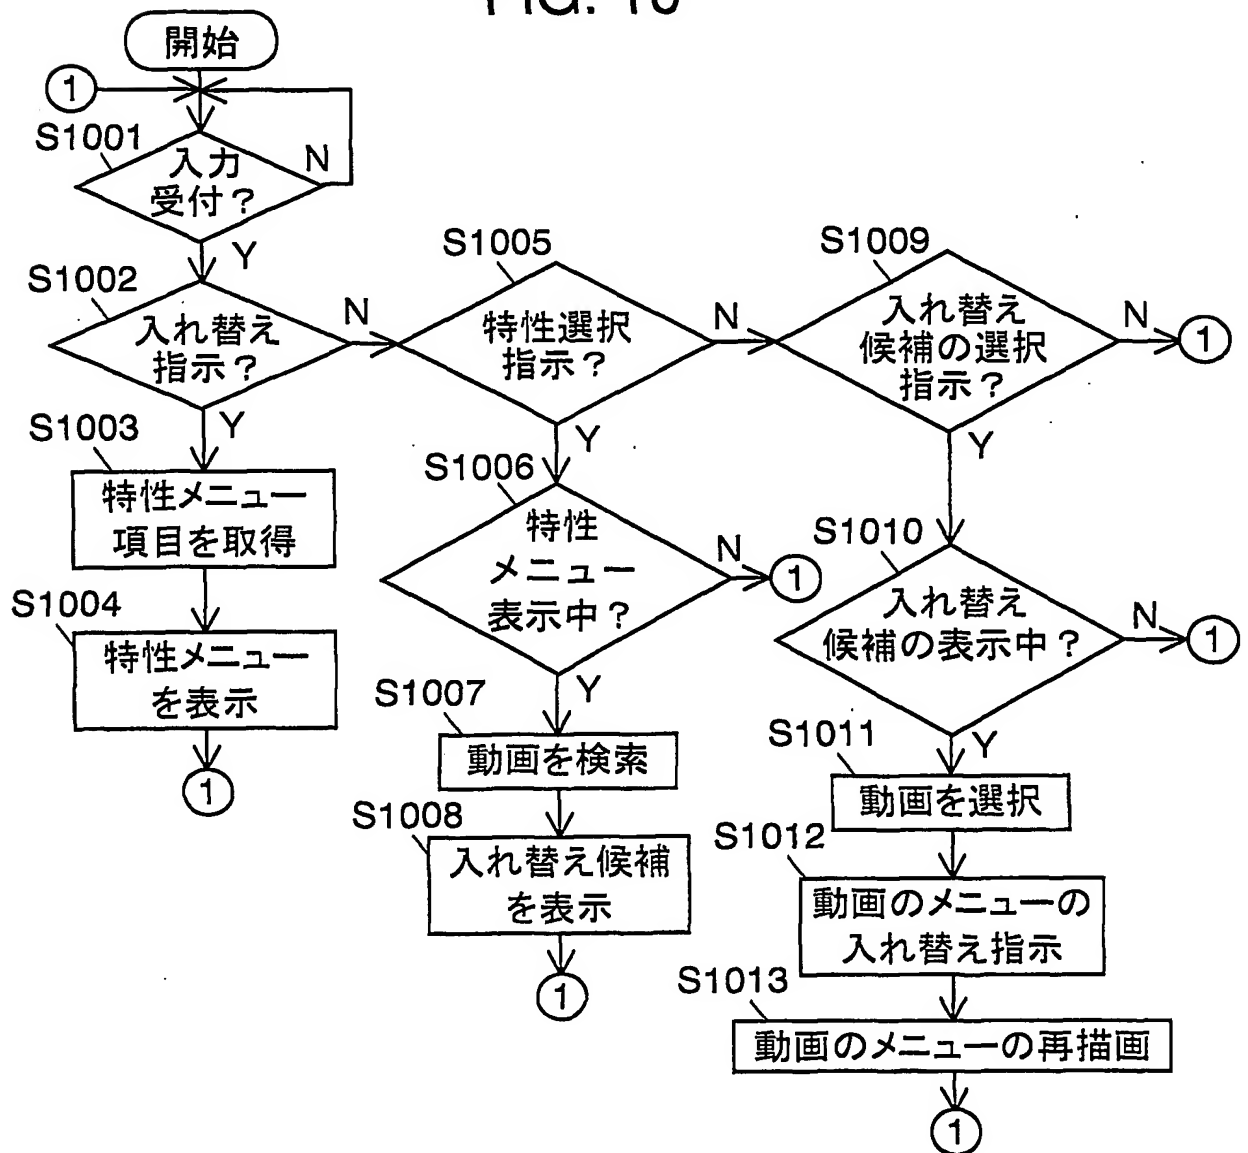 開始
1
S1001
入力
受付？
N
Y
S1002
入れ替え
指示？
N
Y
S1003
特性メニュー
項目を取得
S1004
特性メニュー
を表示
1
S1005
特性選択
指示？
N
Y
S1006
特性
メニュー
表示中？
N
1
Y
S1007
動画を検索
S1008
入れ替え候補
を表示
1
S1009
入れ替え
候補の選択
指示？
N
1
Y
S1010
入れ替え
候補の表示中？
N
1
Y
S1011
動画を選択
S1012
動画のメニューの
入れ替え指示
S1013
動画のメニューの再描画
1